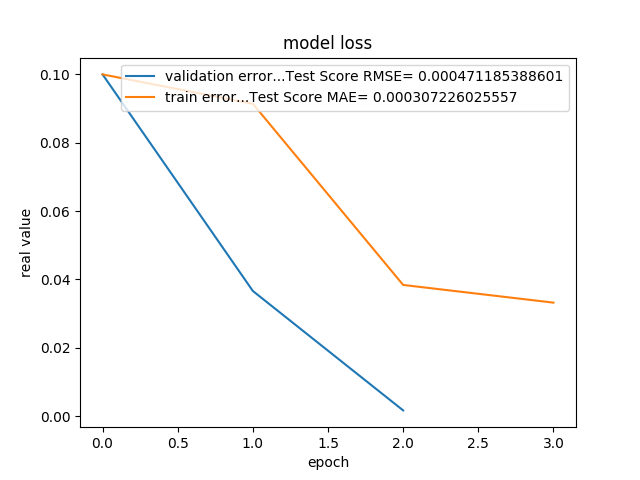 model loss
validation error...Test Score RMSE= 0.000471185388601
train error...Test Score MAE= 0.000307226025557
real value
0.10
0.08
0.06
0.04
0.02
0.00
0.0 0.5 1.0 1.5 2.0 2.5 3.0
epoch